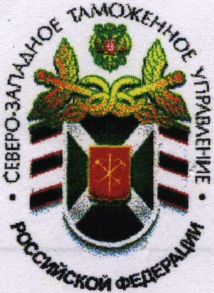 • СЕВЕРО-ЗАПАДНОЕ ТАМОЖЕННОЕ УПРАВЛЕНИЕ •
РОССИЙСКОЙ ФЕДЕРАЦИИ